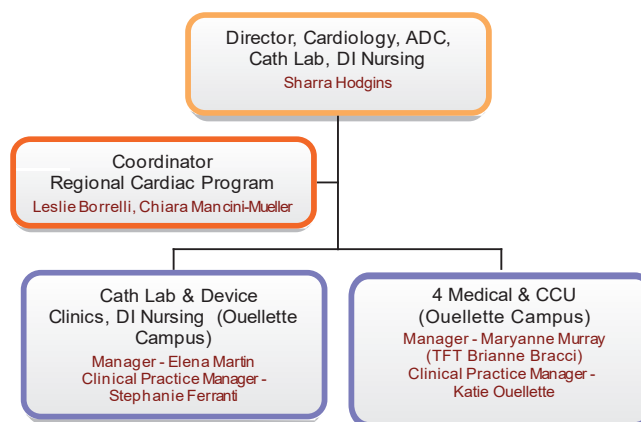 Director, Cardiology, ADC,
Cath Lab, DI Nursing
Sharra Hodgins
Coordinator
Regional Cardiac Program
Leslie Borrelli, Chiara Mancini-Mueller
Cath Lab & Device
Clinics, DI Nursing (Ouellette
Campus)
Manager - Elena Martin
Clinical Practice Manager -
Stephanie Ferranti
4 Medical & CCU
(Ouellette Campus)
Manager - Maryanne Murray
(TFT Brianne Bracci)
Clinical Practice Manager -
Katie Ouellette